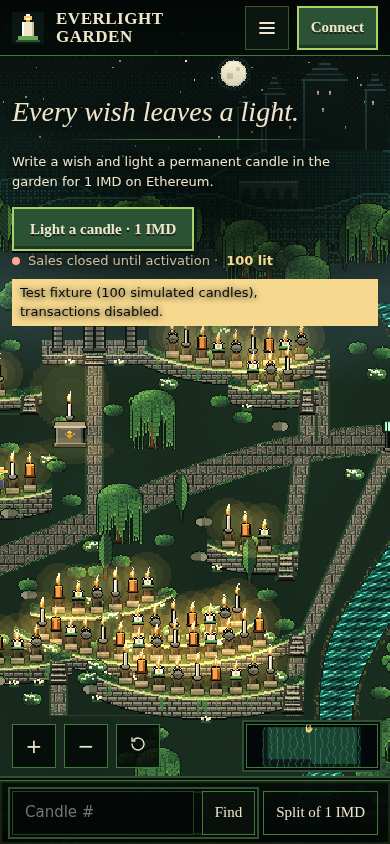 EVERLIGHT
GARDEN
Connect
Every wish leaves a light.
Write a wish and light a permanent candle in the
garden for 1 IMD on Ethereum.
Light a candle · 1 IMD
Sales closed until activation · 100 lit
Test fixture (100 simulated candles),
transactions disabled.
+ −
Candle # Find Split of 1 IMD